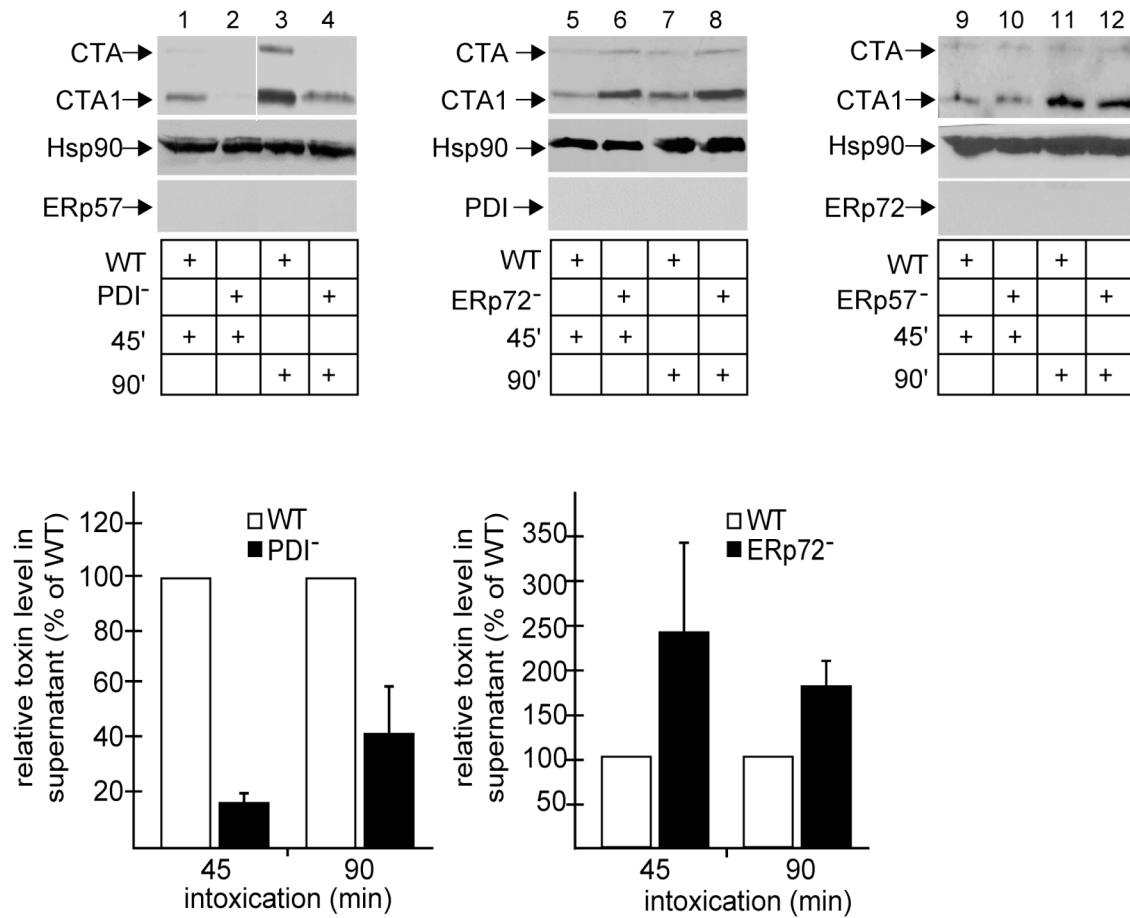 1 2 3 4 5 6 7 8 9 10 11 12
CTA CTA CTA
CTA1 CTA1 CTA1
Hsp90 Hsp90 Hsp90
ERp57 PDI ERp72
WT + + WT + + WT + +
PDI⁻ + + ERp72⁻ + + ERp57⁻ + +
45' + + 45' + + 45' + +
90' + + 90' + + 90' + +
relative toxin level in
supernatant (% of WT)
120
100
80
60
40
20
WT
PDI⁻
45 90
intoxication (min)
relative toxin level in
supernatant (% of WT)
350
300
250
200
150
100
50
WT
ERp72⁻
45 90
intoxication (min)